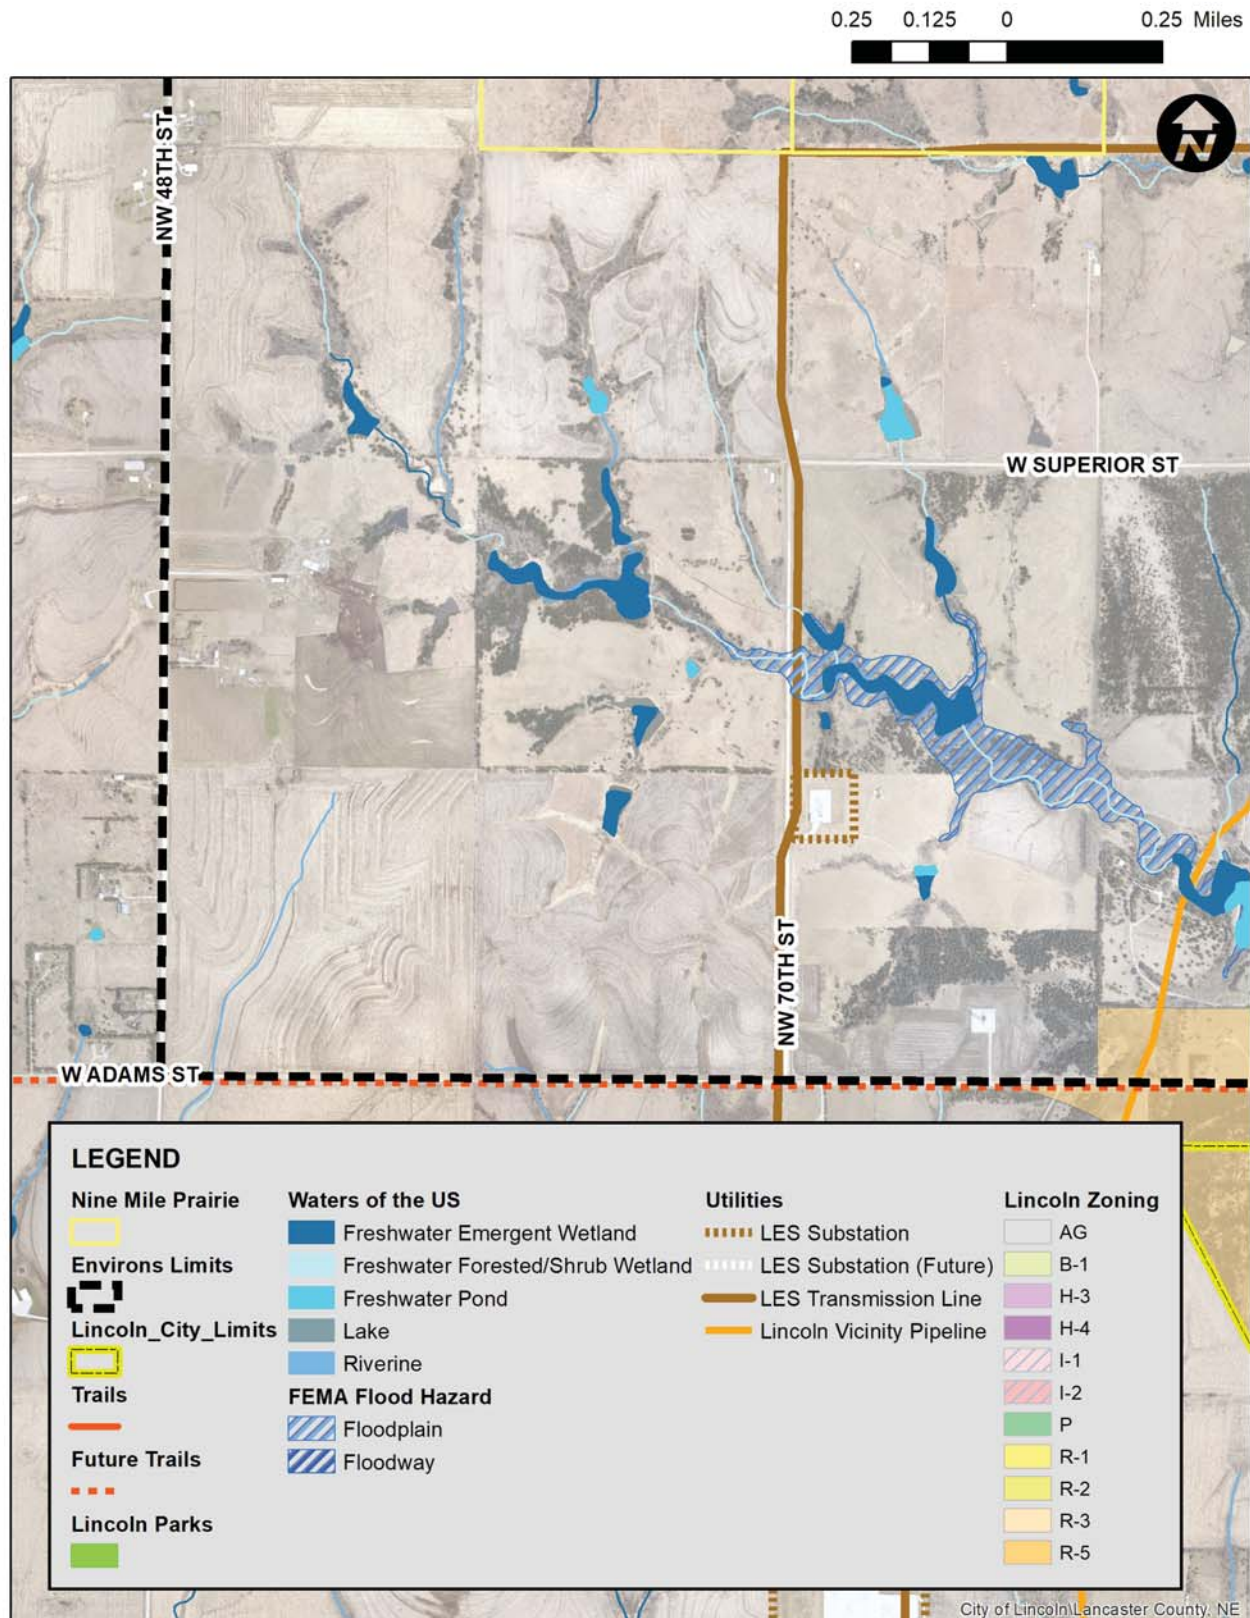 0.25 0.125 0 0.25 Miles
N
NW 48TH ST
W SUPERIOR ST
NW 70TH ST
W ADAMS ST
LEGEND
Nine Mile Prairie
Environs Limits
Lincoln_City_Limits
Trails
Future Trails
Lincoln Parks
Waters of the US
Freshwater Emergent Wetland
Freshwater Forested/Shrub Wetland
Freshwater Pond
Lake
Riverine
FEMA Flood Hazard
Floodplain
Floodway
Utilities
LES Substation
LES Substation (Future)
LES Transmission Line
Lincoln Vicinity Pipeline
Lincoln Zoning
AG
B-1
H-3
H-4
I-1
I-2
P
R-1
R-2
R-3
R-5
City of Lincoln\Lancaster County, NE